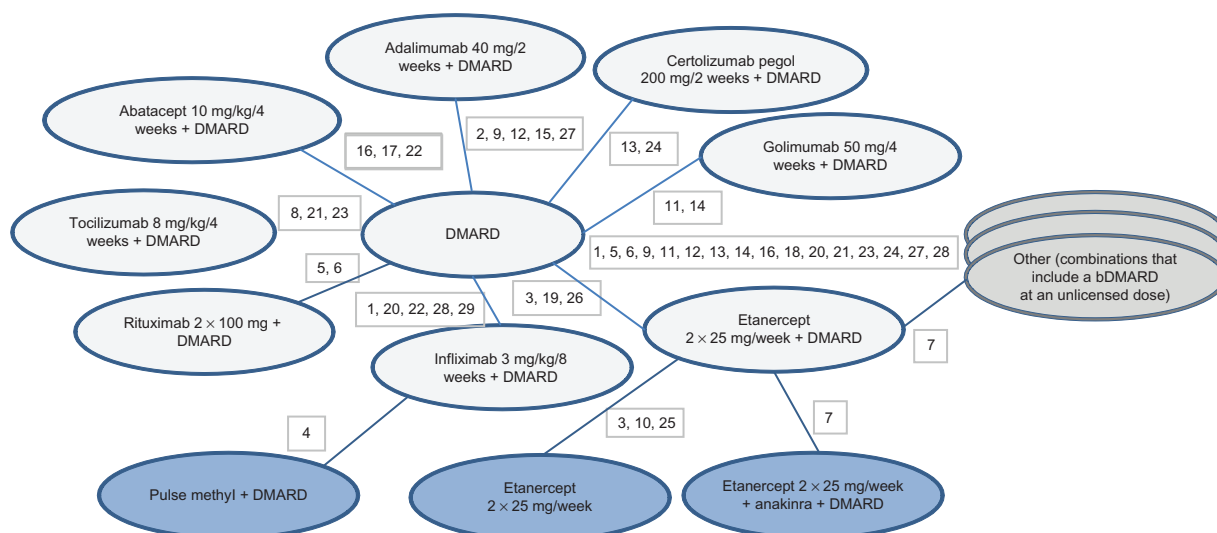 Adalimumab 40 mg/2
weeks + DMARD
Certolizumab pegol
200 mg/2 weeks + DMARD
Abatacept 10 mg/kg/4
weeks + DMARD
2, 9, 12, 15, 27
13, 24
16, 17, 22
Golimumab 50 mg/4
weeks + DMARD
Tocilizumab 8 mg/kg/4
weeks + DMARD
8, 21, 23
11, 14
DMARD
1, 5, 6, 9, 11, 12, 13, 14, 16, 18, 20, 21, 23, 24, 27, 28
Other (combinations that
include a bDMARD
at an unlicensed dose)
5, 6
1, 20, 22, 28, 29
3, 19, 26
Rituximab 2 × 100 mg +
DMARD
Etanercept
2 × 25 mg/week + DMARD
7
Infliximab 3 mg/kg/8
weeks + DMARD
4
3, 10, 25
7
Pulse methyl + DMARD
Etanercept
2 × 25 mg/week
Etanercept 2 × 25 mg/week
+ anakinra + DMARD